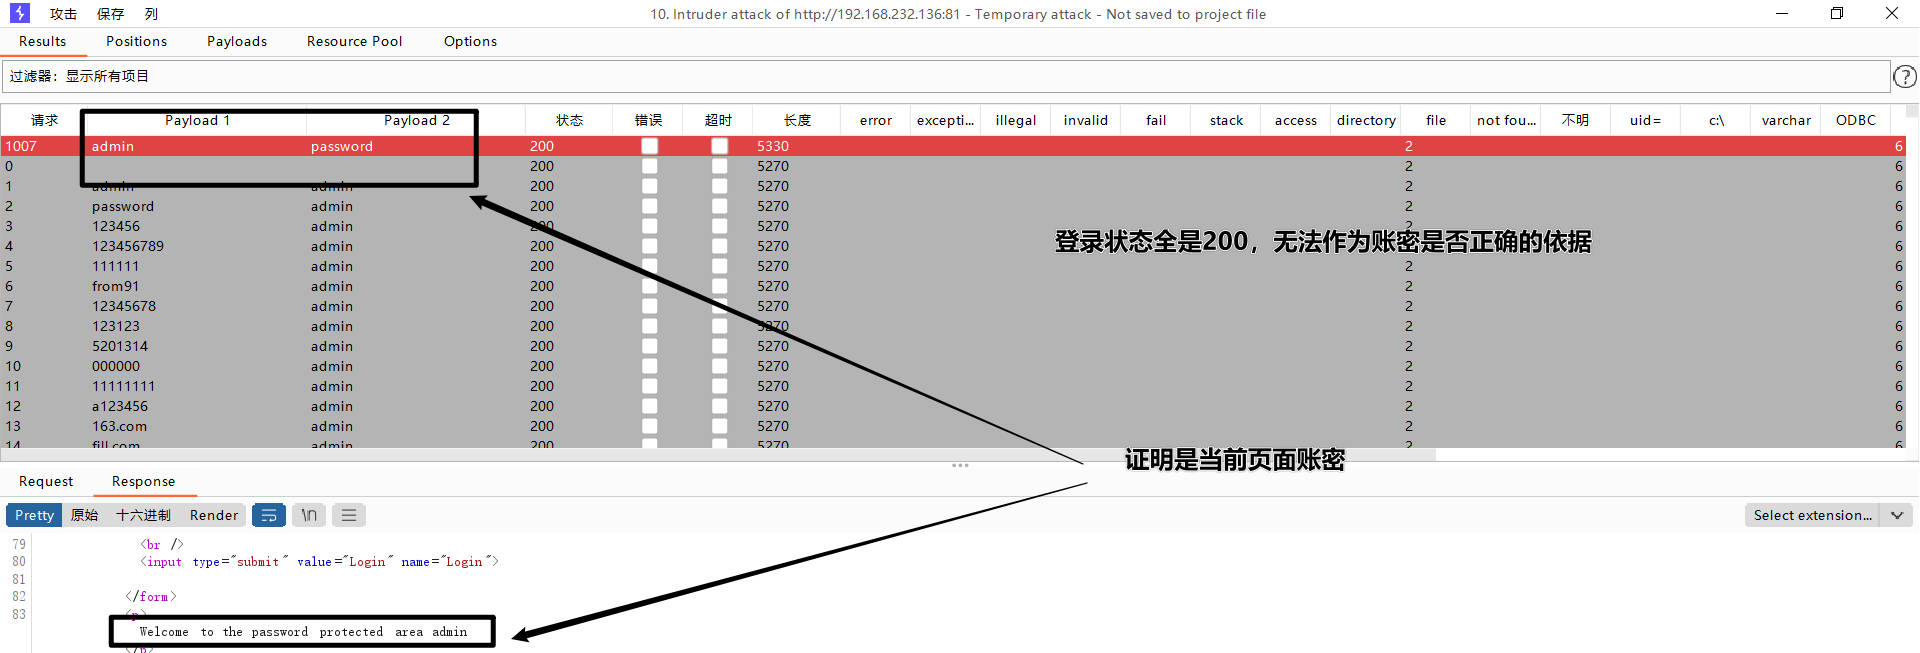 攻击 保存 列 10. Intruder attack of http://192.168.232.136:81 - Temporary attack - Not saved to project file
Results Positions Payloads Resource Pool Options
过滤器：显示所有项目 ?
请求 Payload 1 Payload 2 状态 错误 超时 长度 error excepti... illegal invalid fail stack access directory file not fou... 不明 uid= c:\ varchar ODBC
1007 admin password 200 5330 2 6
0 200 5270 2 6
1 admin admin 200 5270 2 6
2 password admin 200 5270 2 6
3 123456 admin 200 5270 2 6
4 123456789 admin 200 5270 2 6
登录状态全是200，无法作为账密是否正确的依据
5 111111 admin 200 5270 2 6
6 from91 admin 200 5270 2 6
7 12345678 admin 200 5270 2 6
8 123123 admin 200 5270 2 6
9 5201314 admin 200 5270 2 6
10 000000 admin 200 5270 2 6
11 11111111 admin 200 5270 2 6
12 a123456 admin 200 5270 2 6
13 163.com admin 200 5270 2 6
14 fill.com admin 200 5270 2 6
证明是当前页面账密
Request Response
Pretty 原始 十六进制 Render \n Select extension...
79 <br />
80 <input type="submit" value="Login" name="Login">
81
82 </form>
83 <p>
Welcome to the password protected area admin
</p>